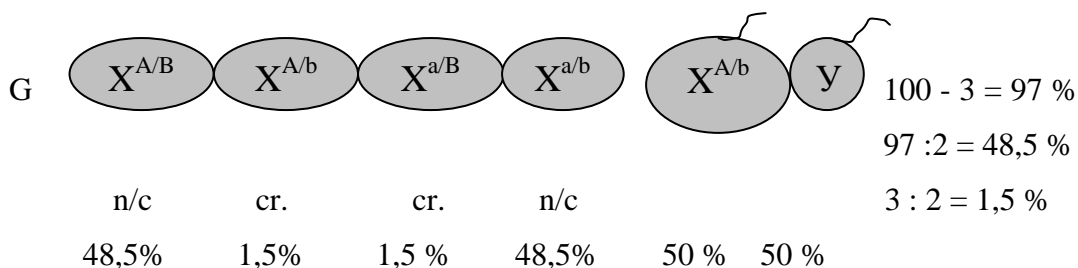 G X^A/B X^A/b X^a/B X^a/b X^A/b У 100 - 3 = 97 %
97 :2 = 48,5 %
n/c cr. cr. n/c 3 : 2 = 1,5 %
48,5% 1,5% 1,5 % 48,5% 50 % 50 %